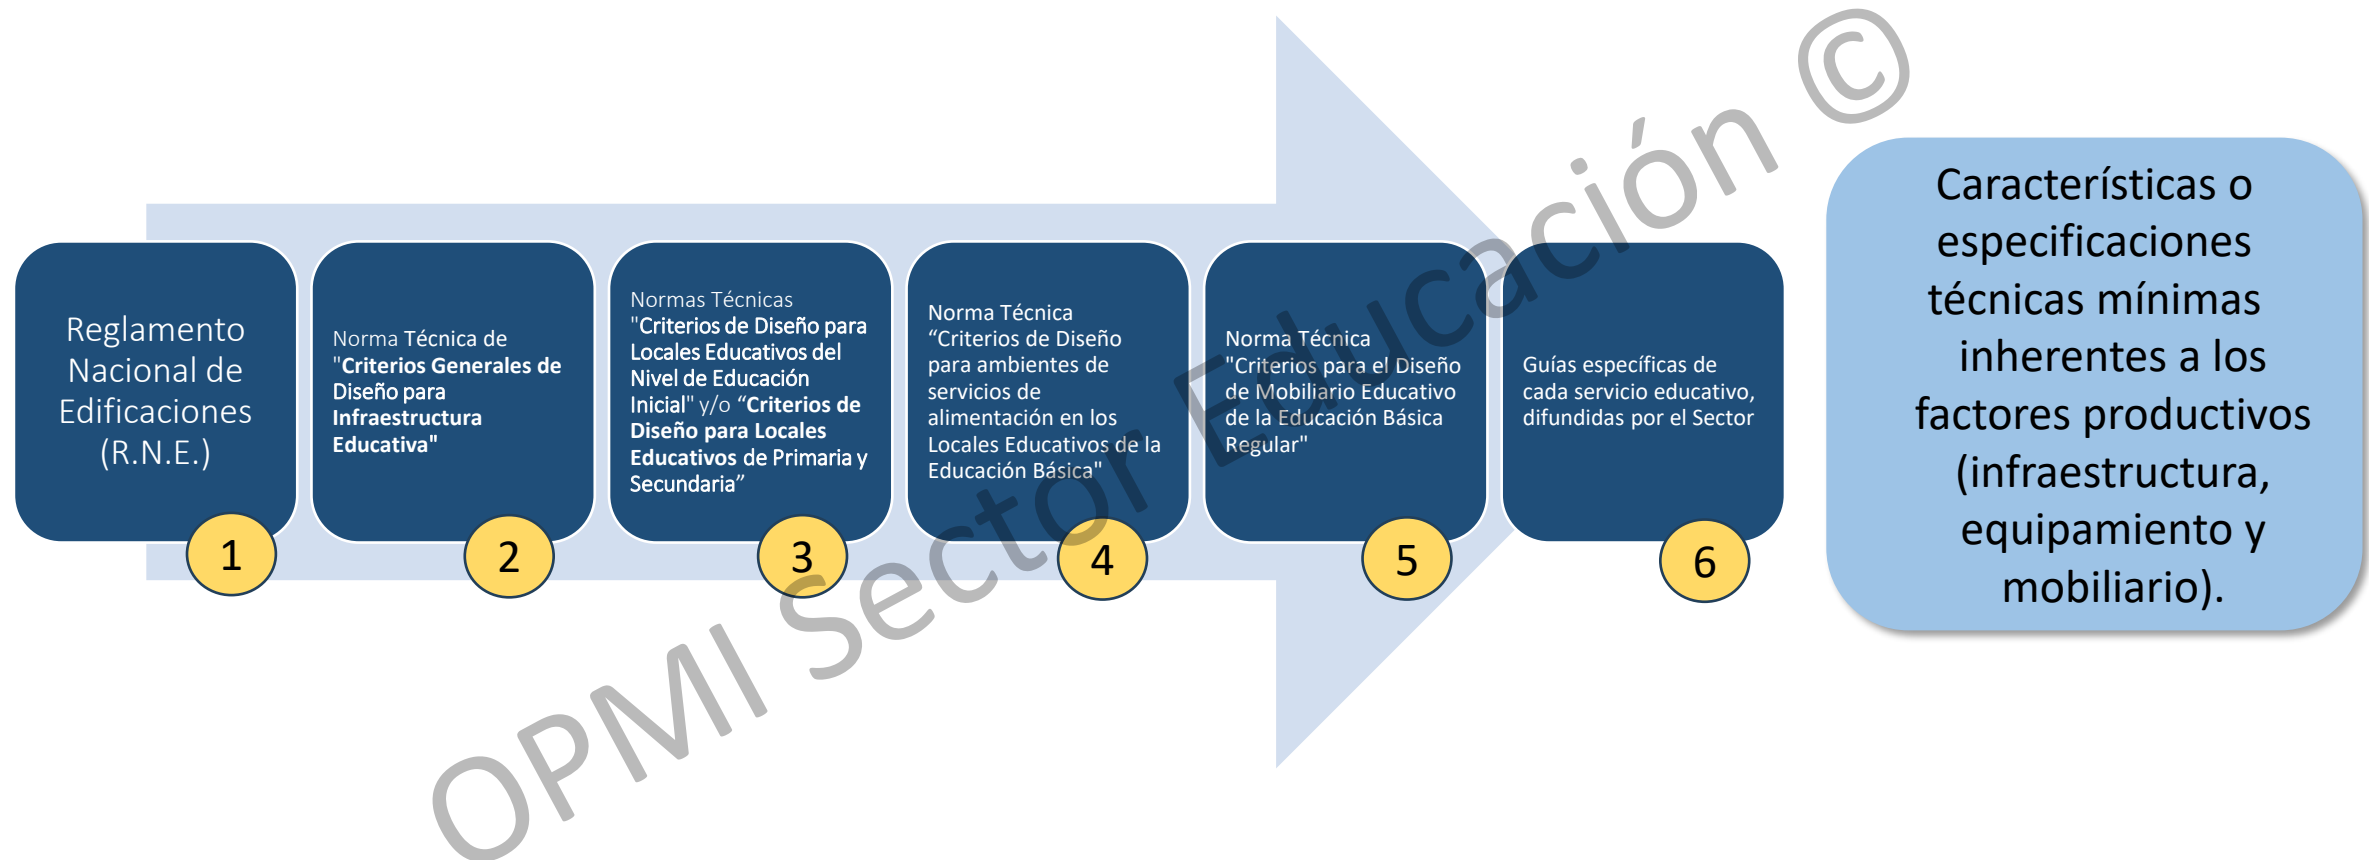 Reglamento
Nacional de
Edificaciones
(R.N.E.)
1
Norma Técnica de
"Criterios Generales de
Diseño para
Infraestructura
Educativa"
2
Normas Técnicas
"Criterios de Diseño para
Locales Educativos del
Nivel de Educación
Inicial" y/o “Criterios de
Diseño para Locales
Educativos de Primaria y
Secundaria”
3
Norma Técnica
“Criterios de Diseño
para ambientes de
servicios de
alimentación en los
Locales Educativos de la
Educación Básica"
4
Norma Técnica
"Criterios para el Diseño
de Mobiliario Educativo
de la Educación Básica
Regular"
5
Guías específicas de
cada servicio educativo,
difundidas por el Sector
6
Características o
especificaciones
técnicas mínimas
inherentes a los
factores productivos
(infraestructura,
equipamiento y
mobiliario).
OPMI Sector Educación ©